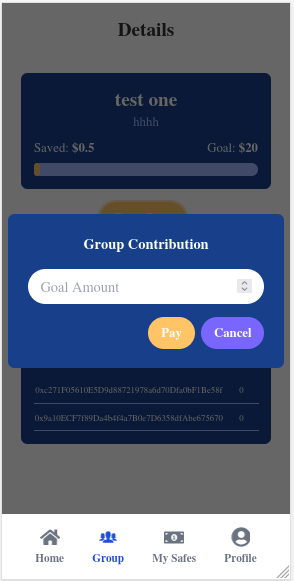 Details
test one
hhhh
Saved: $0.5 Goal: $20
Group Contribution
Goal Amount
Pay Cancel
0xc271F05610E5D9d88721978a6d70Dfa0bF1Be58f 0
0x9a10ECF7f89Da4b4f4a7B0e7D6358dfAbc675670 0
Home Group My Safes Profile